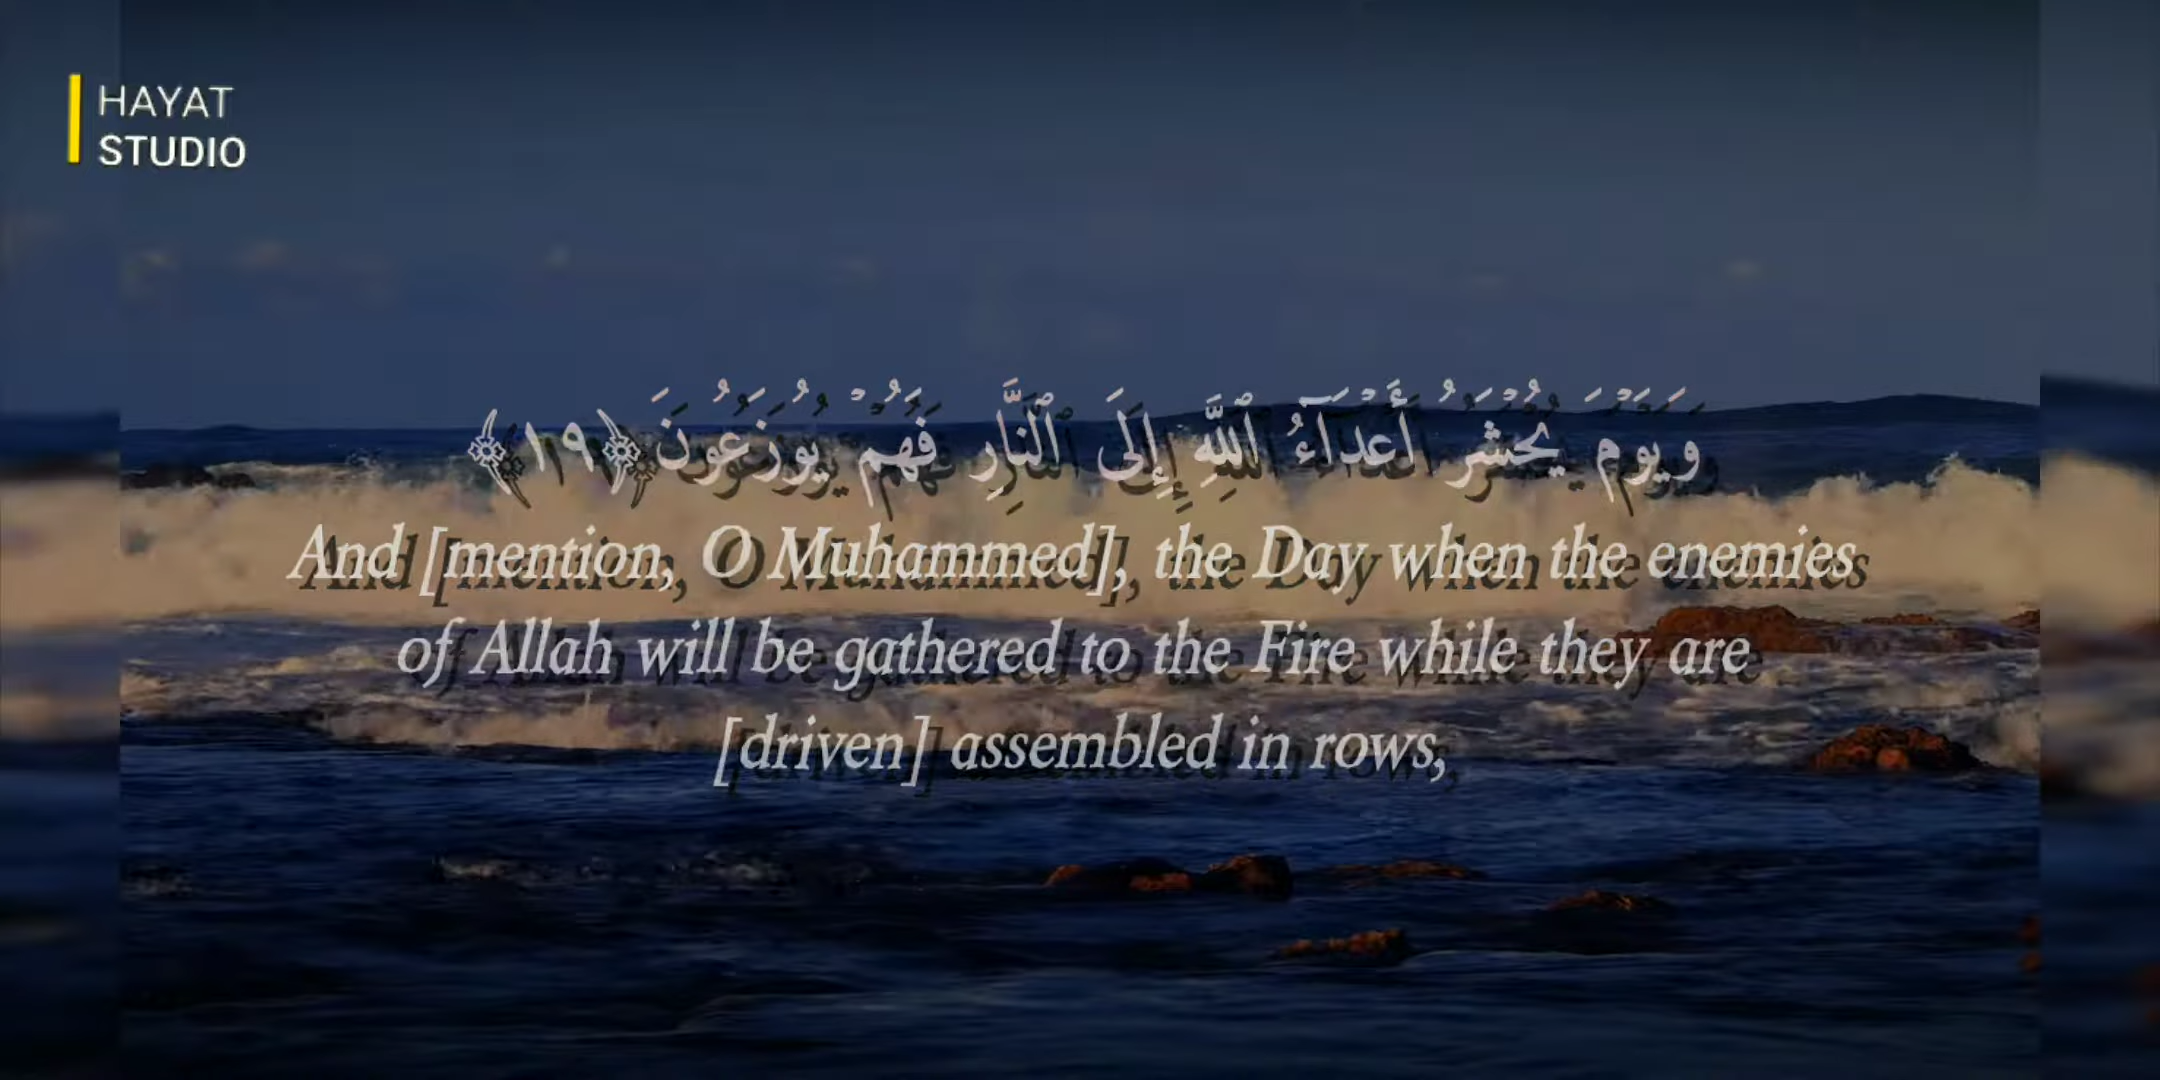 HAYAT
STUDIO
وَيَوْمَ يُحْشَرُ أَعْدَآءُ ٱللَّهِ إِلَى ٱلنَّارِ فَهُمْ يُوزَعُونَ ﴿١٩﴾
And [mention, O Muhammed], the Day when the enemies
of Allah will be gathered to the Fire while they are
[driven] assembled in rows,